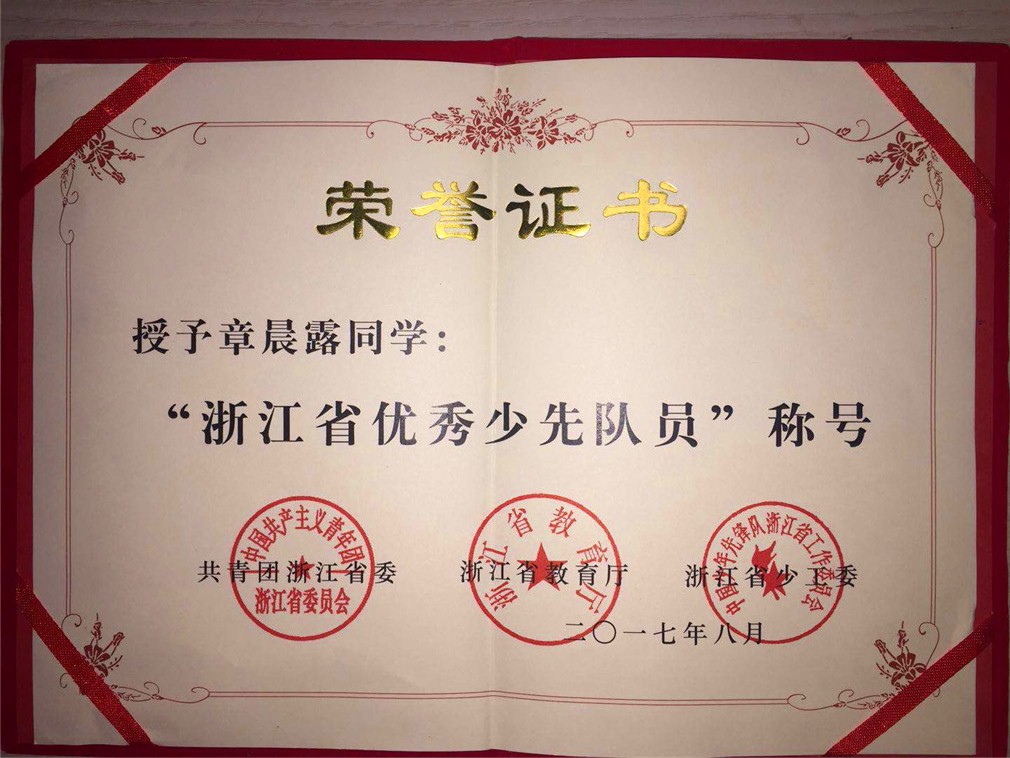 荣誉证书
授予章晨露同学：
“浙江省优秀少先队员”称号
中国共产主义青年团
浙江省委员会
共青团浙江省委
浙江省教育厅
浙江省教育厅
中国少年先锋队浙江省工作委员会
浙江省少工委
二〇一七年八月